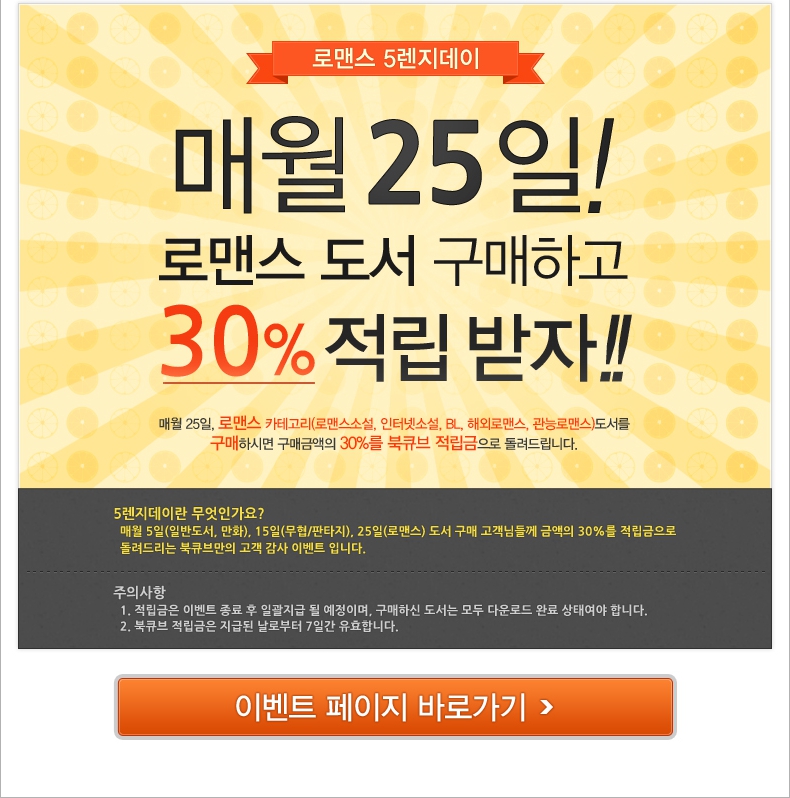 로맨스 5렌지데이
매월 25일!
로맨스 도서 구매하고
30% 적립 받자!!
매월 25일, 로맨스 카테고리(로맨스소설, 인터넷소설, BL, 해외로맨스, 관능로맨스)도서를
구매하시면 구매금액의 30%를 북큐브 적립금으로 돌려드립니다.
5렌지데이란 무엇인가요?
매월 5일(일반도서, 만화), 15일(무협/판타지), 25일(로맨스) 도서 구매 고객님들께 금액의 30%를 적립금으로
돌려드리는 북큐브만의 고객 감사 이벤트 입니다.
주의사항
1. 적립금은 이벤트 종료 후 일괄지급 될 예정이며, 구매하신 도서는 모두 다운로드 완료 상태여야 합니다.
2. 북큐브 적립금은 지급된 날로부터 7일간 유효합니다.
이벤트 페이지 바로가기 >